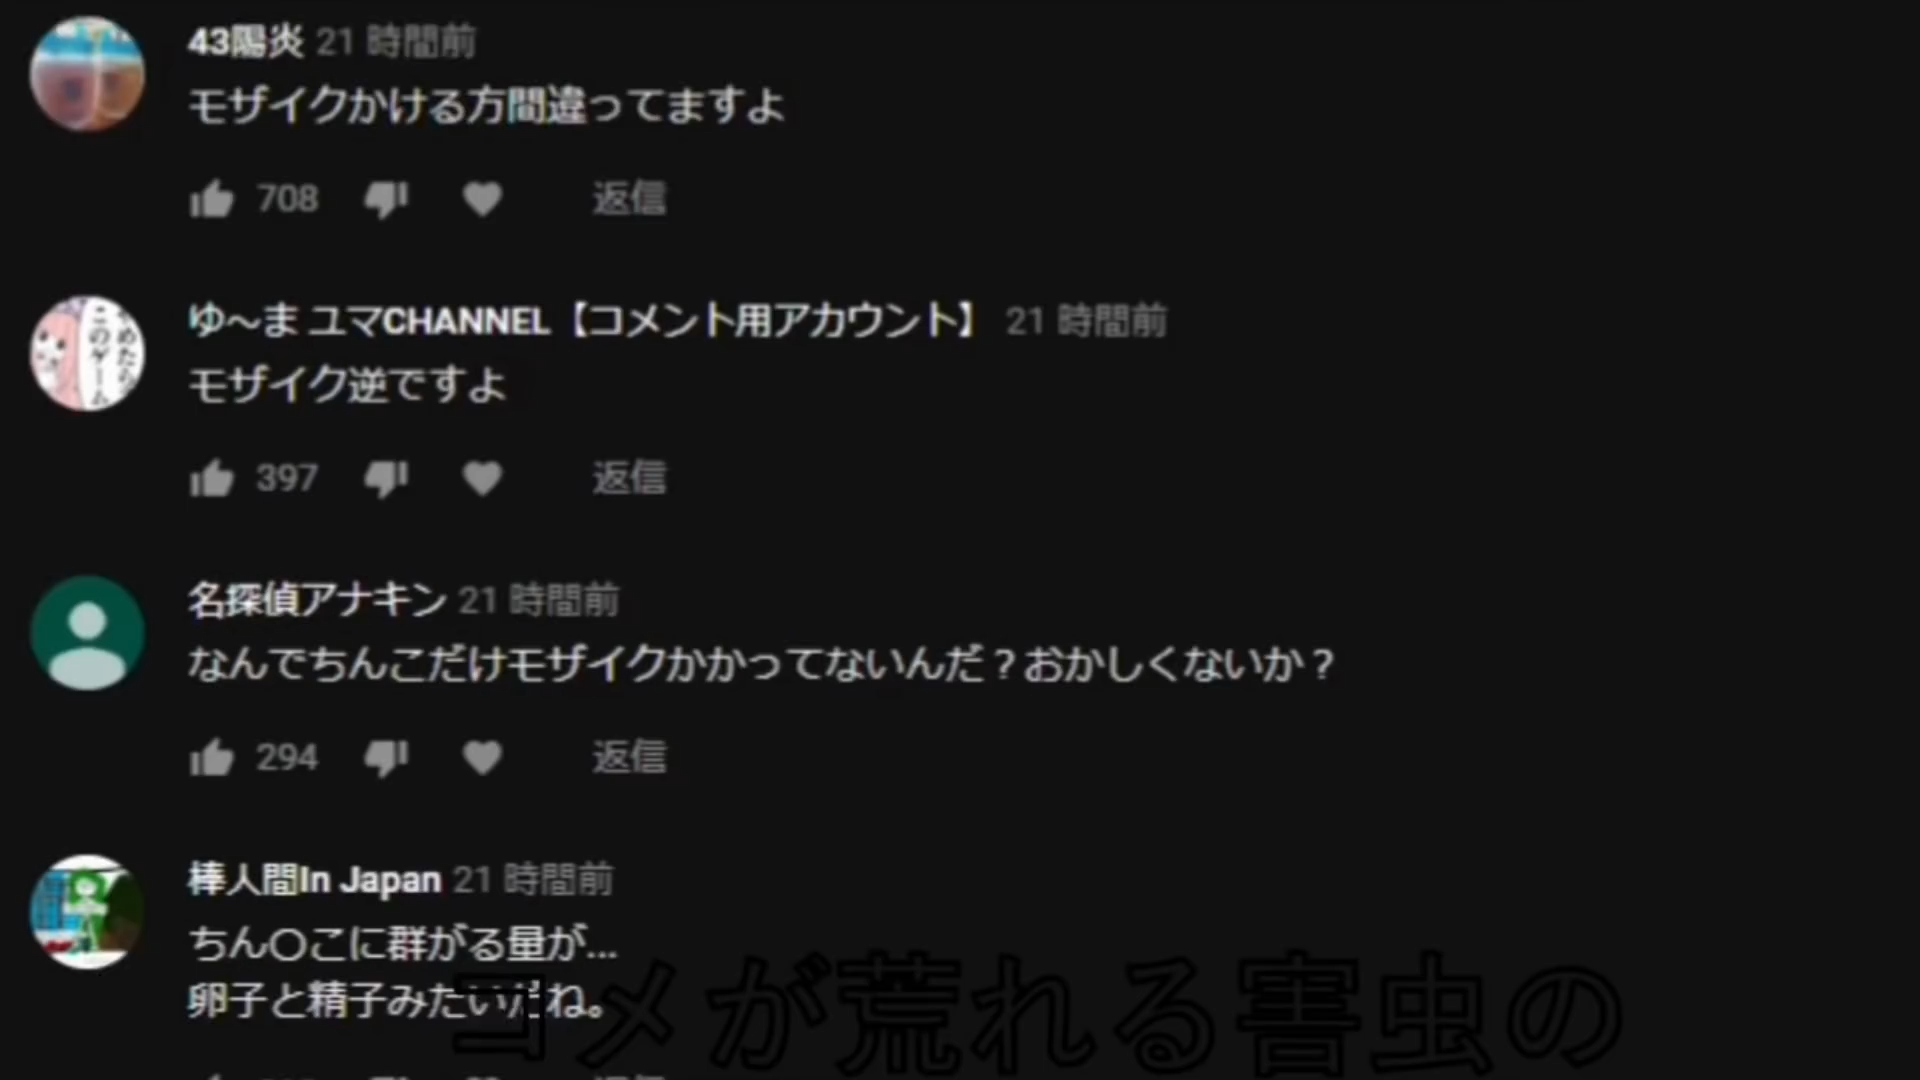 43陽炎 21 時間前
モザイクかける方間違ってますよ
708 返信
ゆ～ま ユマCHANNEL【コメント用アカウント】 21 時間前
モザイク逆ですよ
397 返信
名探偵アナキン 21 時間前
なんでちんこだけモザイクかかってないんだ？おかしくないか？
294 返信
棒人間In Japan 21 時間前
ちん〇こに群がる量が...
卵子と精子みたいだね。
コメが荒れる害虫の